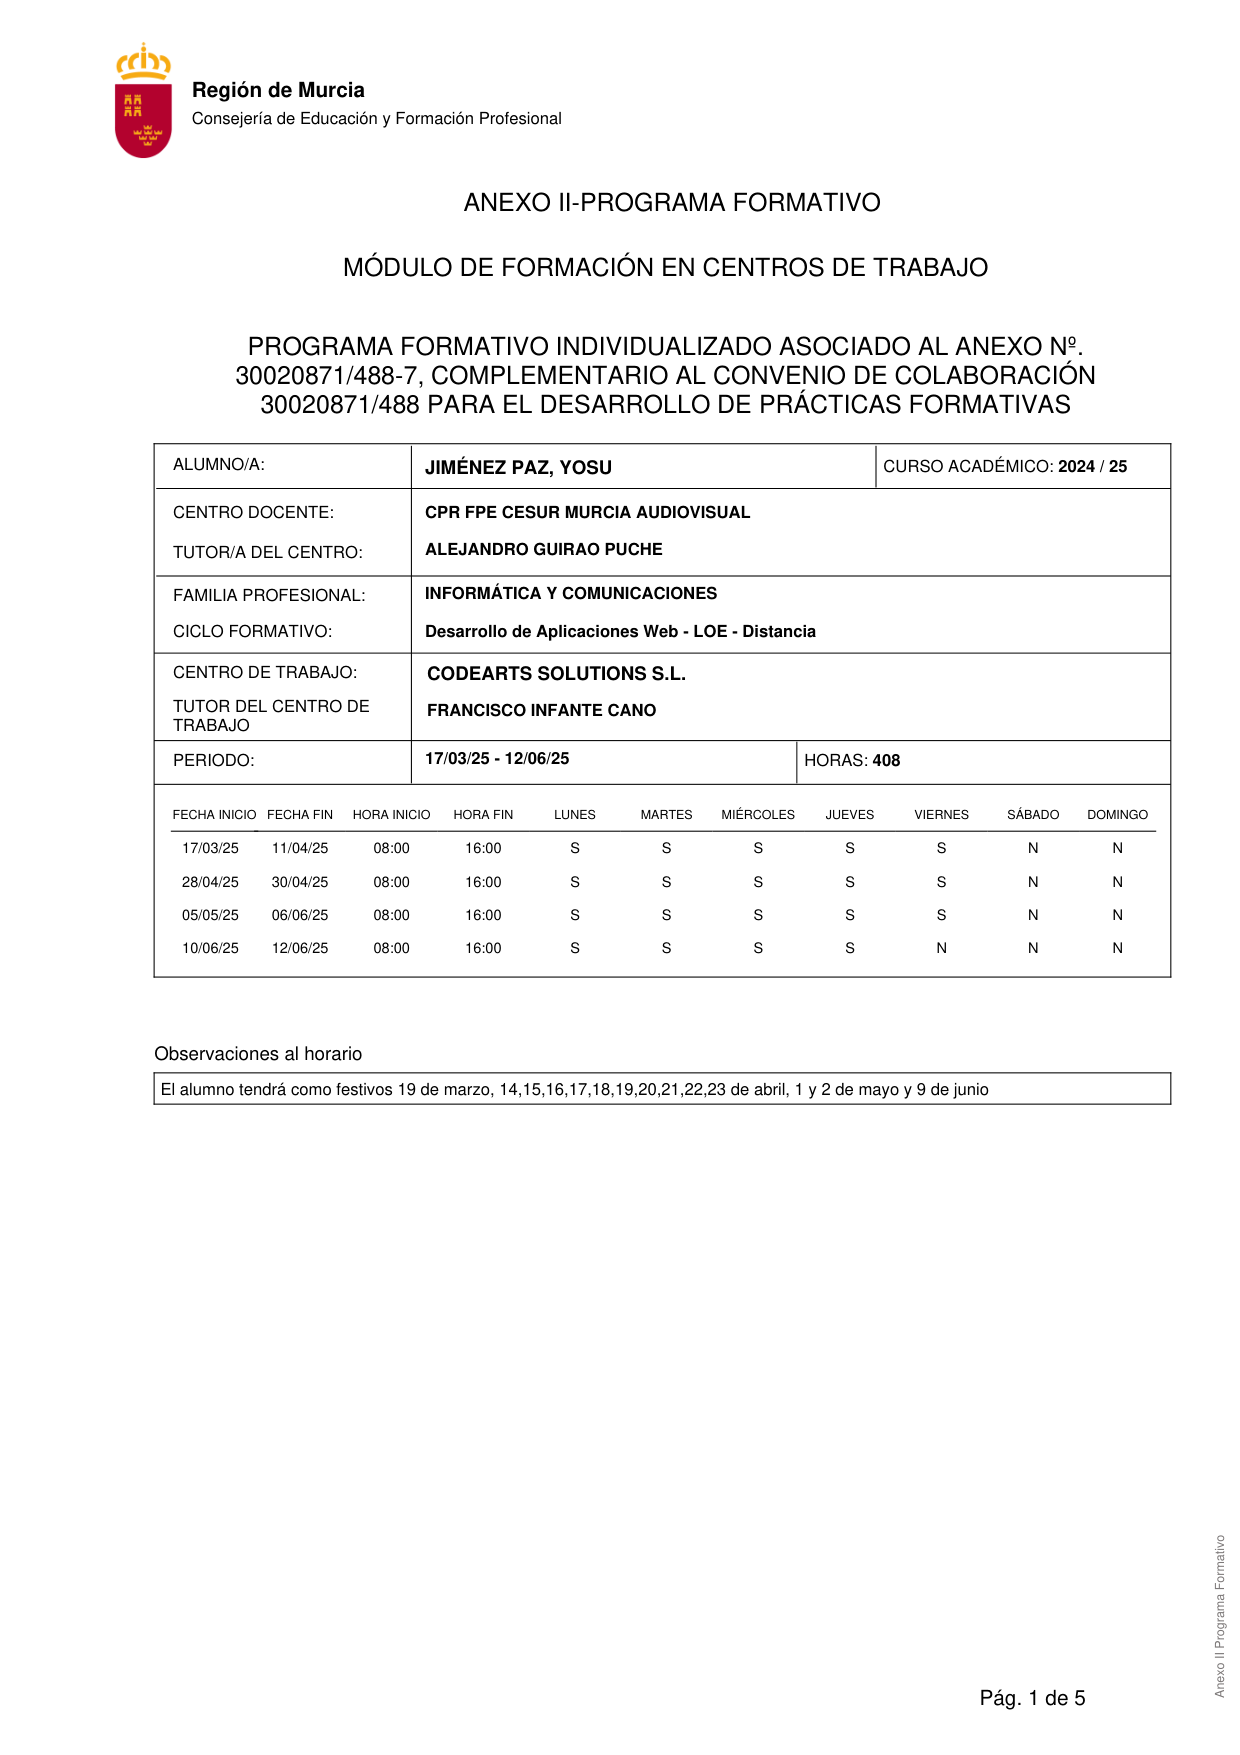 Región de Murcia
Consejería de Educación y Formación Profesional
ANEXO II-PROGRAMA FORMATIVO
MÓDULO DE FORMACIÓN EN CENTROS DE TRABAJO
PROGRAMA FORMATIVO INDIVIDUALIZADO ASOCIADO AL ANEXO Nº.
30020871/488-7, COMPLEMENTARIO AL CONVENIO DE COLABORACIÓN
30020871/488 PARA EL DESARROLLO DE PRÁCTICAS FORMATIVAS
ALUMNO/A: JIMÉNEZ PAZ, YOSU CURSO ACADÉMICO: 2024 / 25
CENTRO DOCENTE: CPR FPE CESUR MURCIA AUDIOVISUAL
TUTOR/A DEL CENTRO: ALEJANDRO GUIRAO PUCHE
FAMILIA PROFESIONAL: INFORMÁTICA Y COMUNICACIONES
CICLO FORMATIVO: Desarrollo de Aplicaciones Web - LOE - Distancia
CENTRO DE TRABAJO: CODEARTS SOLUTIONS S.L.
TUTOR DEL CENTRO DE
TRABAJO FRANCISCO INFANTE CANO
PERIODO: 17/03/25 - 12/06/25 HORAS: 408
FECHA INICIO FECHA FIN HORA INICIO HORA FIN LUNES MARTES MIÉRCOLES JUEVES VIERNES SÁBADO DOMINGO
17/03/25 11/04/25 08:00 16:00 S S S S S N N
28/04/25 30/04/25 08:00 16:00 S S S S S N N
05/05/25 06/06/25 08:00 16:00 S S S S S N N
10/06/25 12/06/25 08:00 16:00 S S S S N N N
Observaciones al horario
El alumno tendrá como festivos 19 de marzo, 14,15,16,17,18,19,20,21,22,23 de abril, 1 y 2 de mayo y 9 de junio
Anexo II Programa Formativo
Pág. 1 de 5